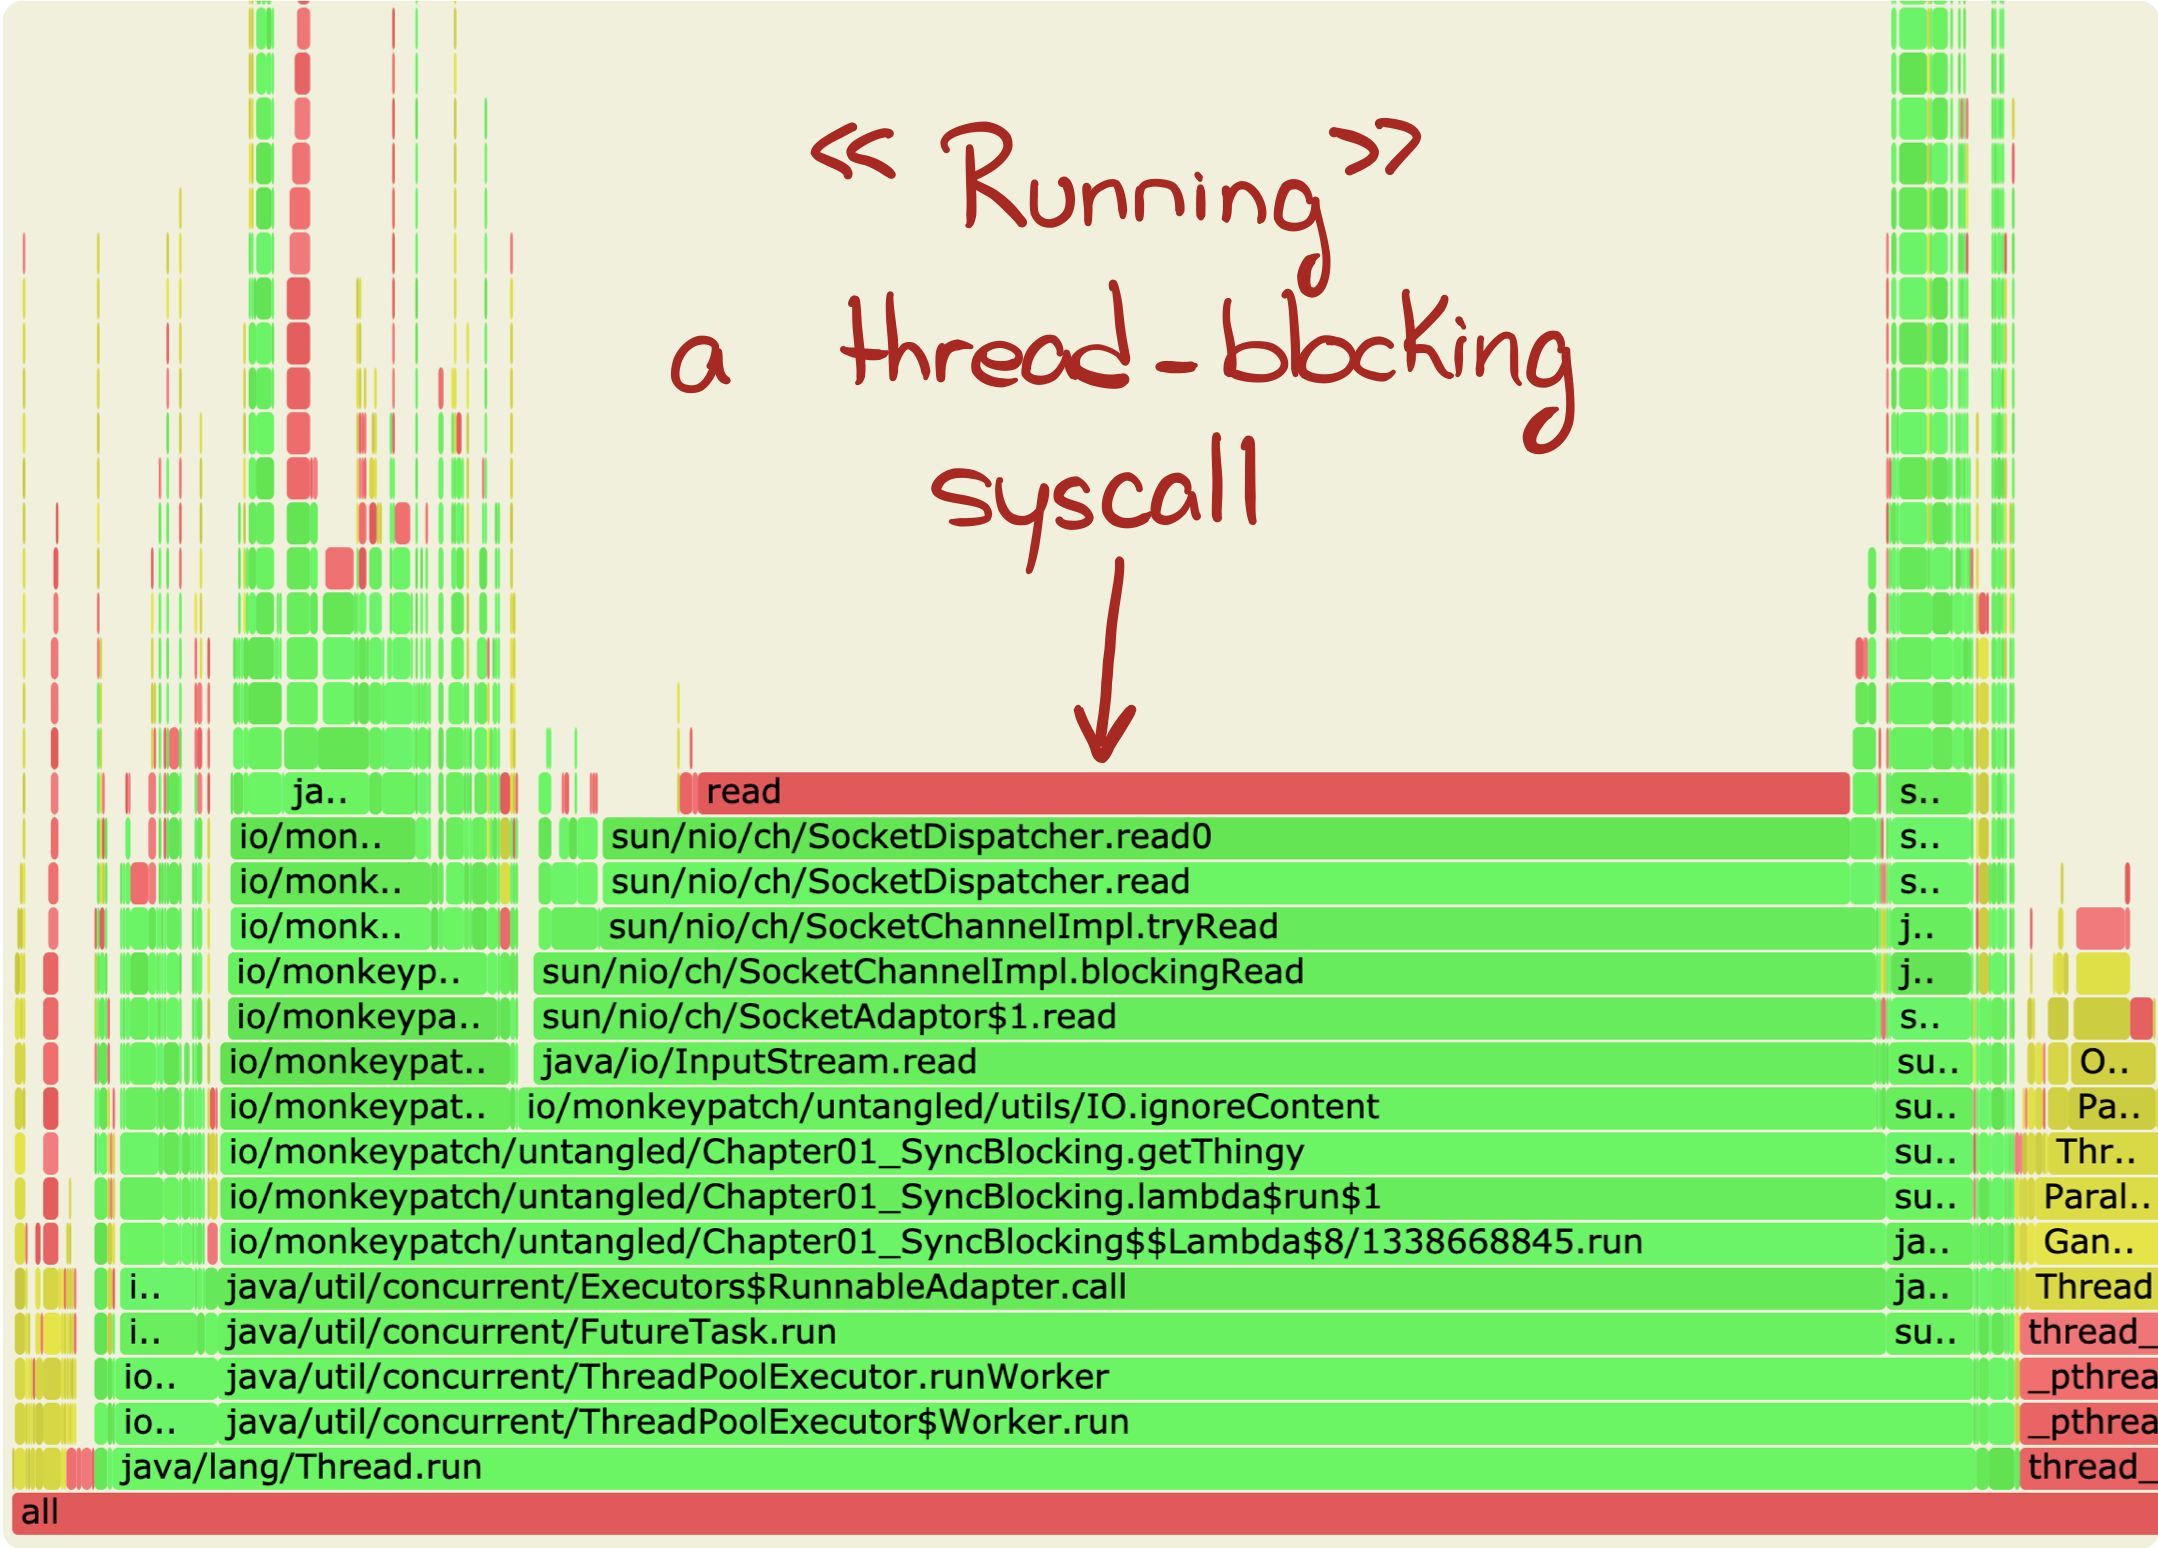 « Running »
a thread-blocking
syscall
read
ja..
s..
io/mon..
sun/nio/ch/SocketDispatcher.read0
s..
io/monk..
sun/nio/ch/SocketDispatcher.read
s..
io/monk..
sun/nio/ch/SocketChannelImpl.tryRead
j..
io/monkeyp..
sun/nio/ch/SocketChannelImpl.blockingRead
j..
io/monkeypa..
sun/nio/ch/SocketAdaptor$1.read
s..
io/monkeypat..
java/io/InputStream.read
su..
O..
io/monkeypat..
io/monkeypatch/untangled/utils/IO.ignoreContent
su..
Pa..
io/monkeypatch/untangled/Chapter01_SyncBlocking.getThingy
su..
Thr..
io/monkeypatch/untangled/Chapter01_SyncBlocking.lambda$run$1
su..
Paral..
io/monkeypatch/untangled/Chapter01_SyncBlocking$$Lambda$8/1338668845.run
ja..
Gan..
i..
java/util/concurrent/Executors$RunnableAdapter.call
ja..
Thread
i..
java/util/concurrent/FutureTask.run
su..
thread_
io..
java/util/concurrent/ThreadPoolExecutor.runWorker
_pthrea
io..
java/util/concurrent/ThreadPoolExecutor$Worker.run
_pthrea
java/lang/Thread.run
thread_
all